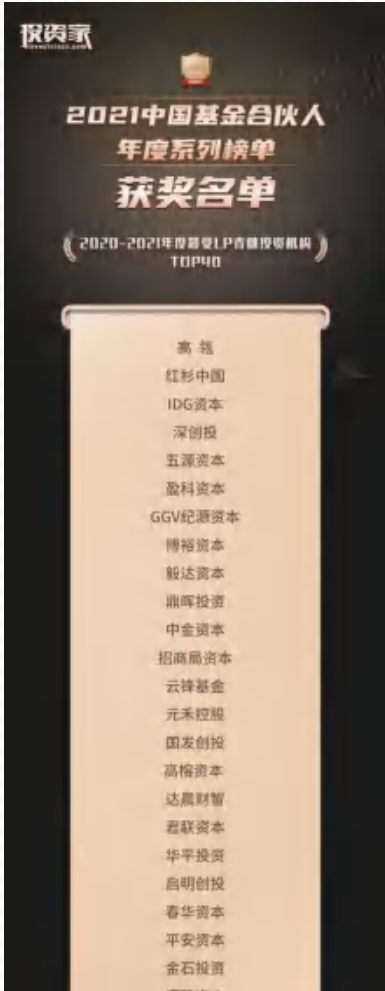 投资家
2021中国基金合伙人
年度系列榜单
获奖名单
2020-2021年度最受LP青睐投资机构
TOP40
高 瓴
红杉中国
IDG资本
深创投
五源资本
盈科资本
GGV纪源资本
博裕资本
毅达资本
鼎晖投资
中金资本
招商局资本
云锋基金
元禾控股
国发创投
高榕资本
达晨财智
君联资本
华平投资
启明创投
春华资本
平安资本
金石投资